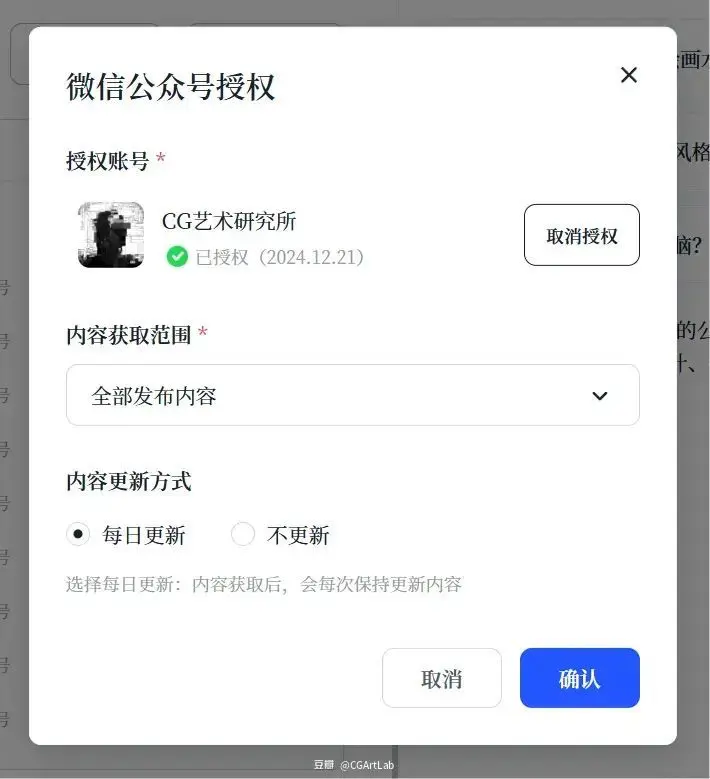 微信公众号授权
授权账号 *
CG艺术研究所
已授权（2024.12.21）
取消授权
内容获取范围 *
全部发布内容
内容更新方式
每日更新
不更新
选择每日更新：内容获取后，会每次保持更新内容
取消
确认
画
风格
脑?
的公
计、
号
号
号
号
号
号
号
号
号
豆瓣 @CGArtLab